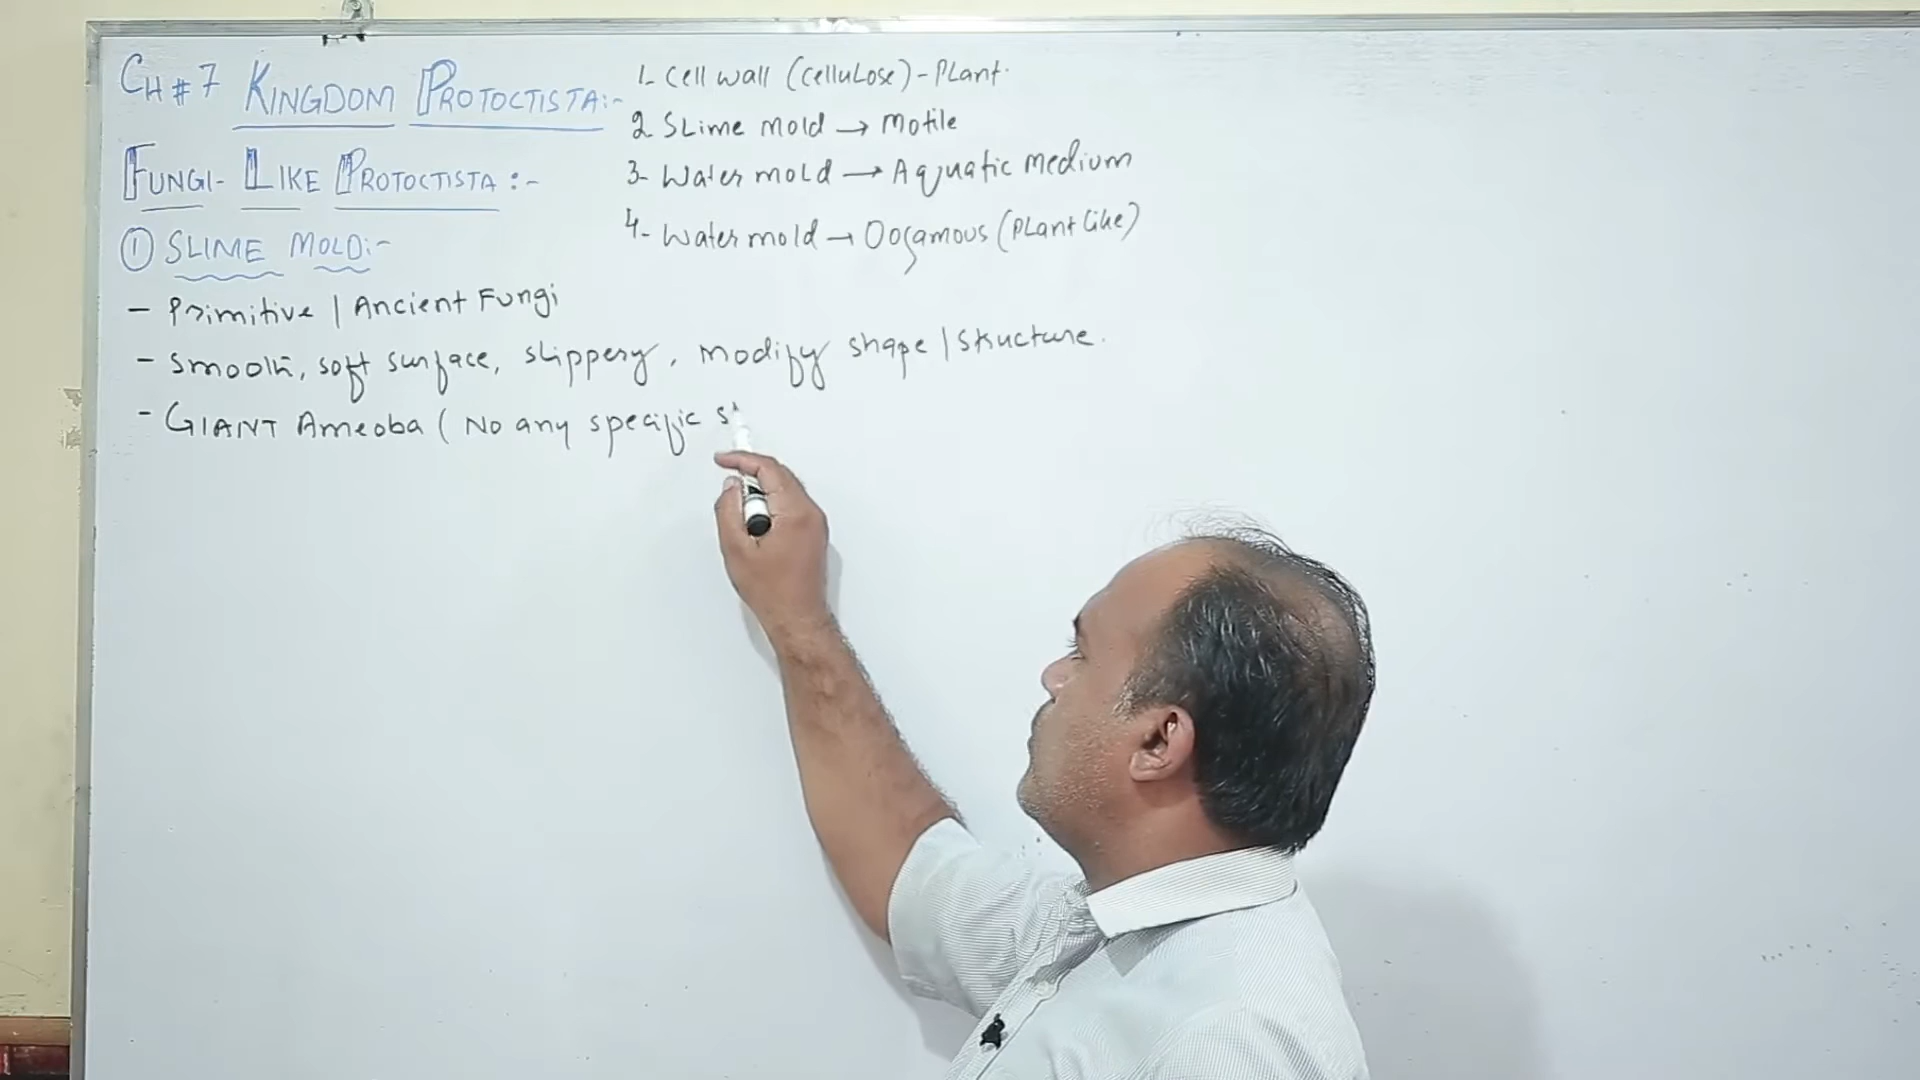 CH#7 KINGDOM PROTOCTISTA:-
FUNGI-LIKE PROTOCTISTA:-
① SLIME MOLD:-
- Primitive | Ancient Fungi
- Smooth, soft surface, slippery, modify shape | structure.
- GIANT Ameoba ( No any specific s
1- Cell wall (Cellulose) - Plant.
2 Slime mold → motile
3- Water mold → Aquatic medium
4- Water mold → Oogamous (Plant like)